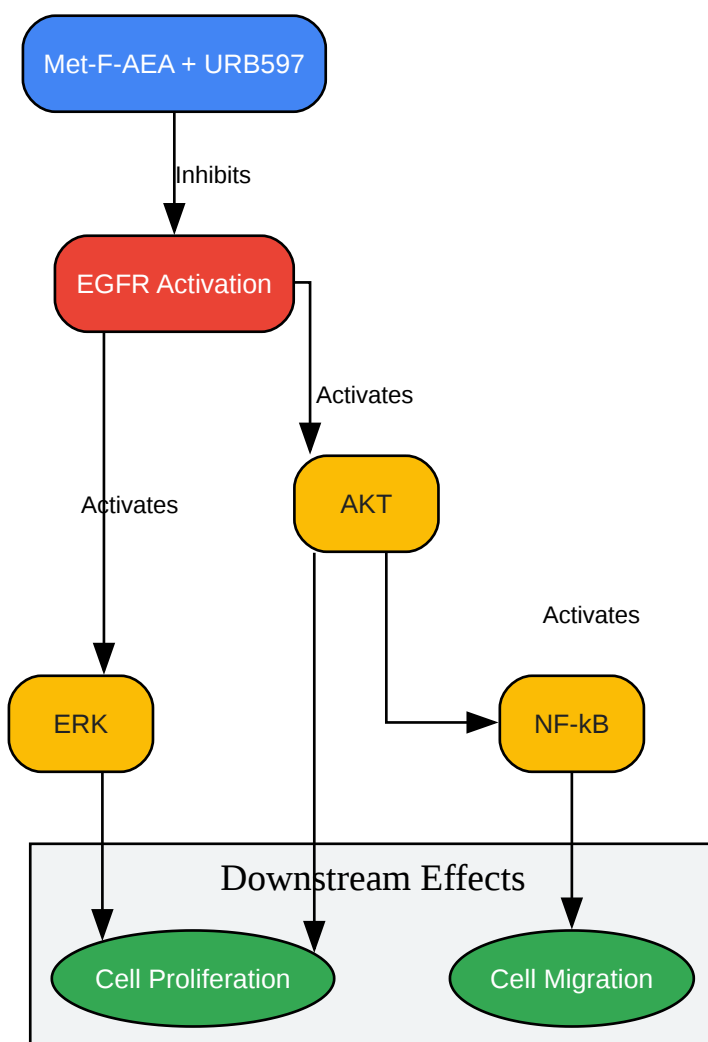 Met-F-AEA + URB597
Inhibits
EGFR Activation
Activates
AKT
Activates
Activates
ERK
NF-kB
Downstream Effects
Cell Proliferation
Cell Migration